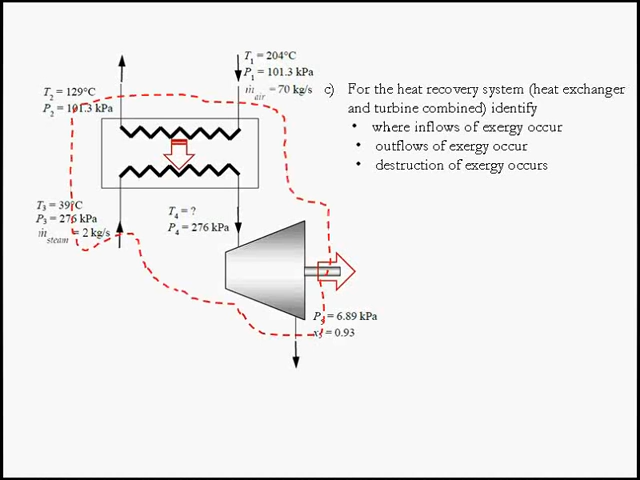 T1 = 204°C
P1 = 101.3 kPa
ṁair = 70 kg/s
T2 = 129°C
P2 = 101.3 kPa
T3 = 39°C
P3 = 276 kPa
ṁsteam = 2 kg/s
T4 = ?
P4 = 276 kPa
P5 = 6.89 kPa
x5 = 0.93
c) For the heat recovery system (heat exchanger
and turbine combined) identify
• where inflows of exergy occur
• outflows of exergy occur
• destruction of exergy occurs